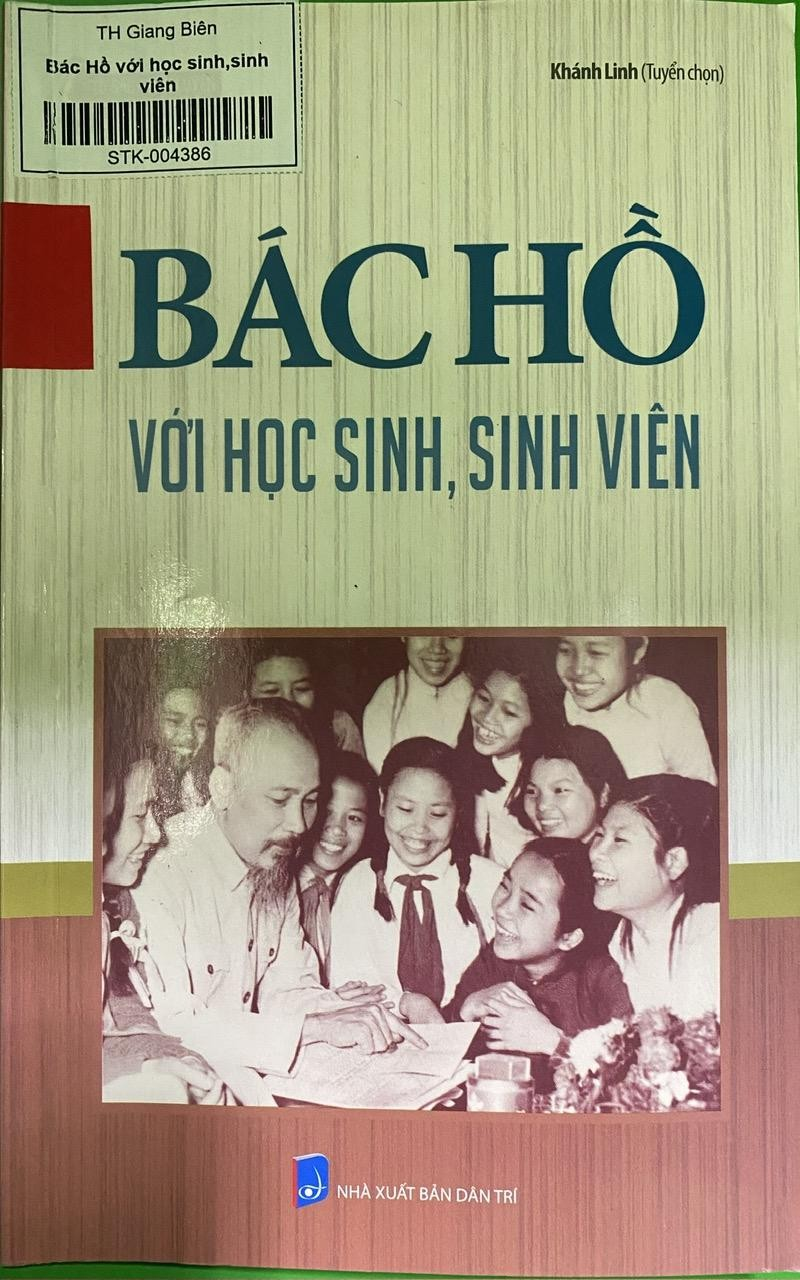 TH Giang Biên
Bác Hồ với học sinh,sinh
viên
STK-004386
Khánh Linh (Tuyển chọn)
BÁC HỒ
VỚI HỌC SINH, SINH VIÊN
NHÀ XUẤT BẢN DÂN TRÍ